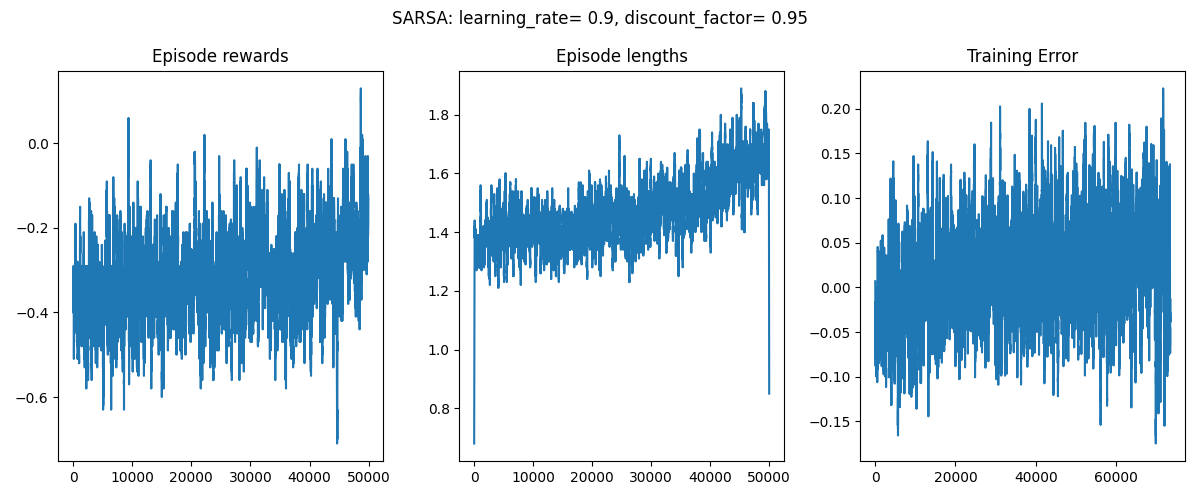 SARSA: learning_rate= 0.9, discount_factor= 0.95
Episode rewards
0.0
−0.2
−0.4
−0.6
0 10000 20000 30000 40000 50000
Episode lengths
1.8
1.6
1.4
1.2
1.0
0.8
0 10000 20000 30000 40000 50000
Training Error
0.20
0.15
0.10
0.05
0.00
−0.05
−0.10
−0.15
0 20000 40000 60000